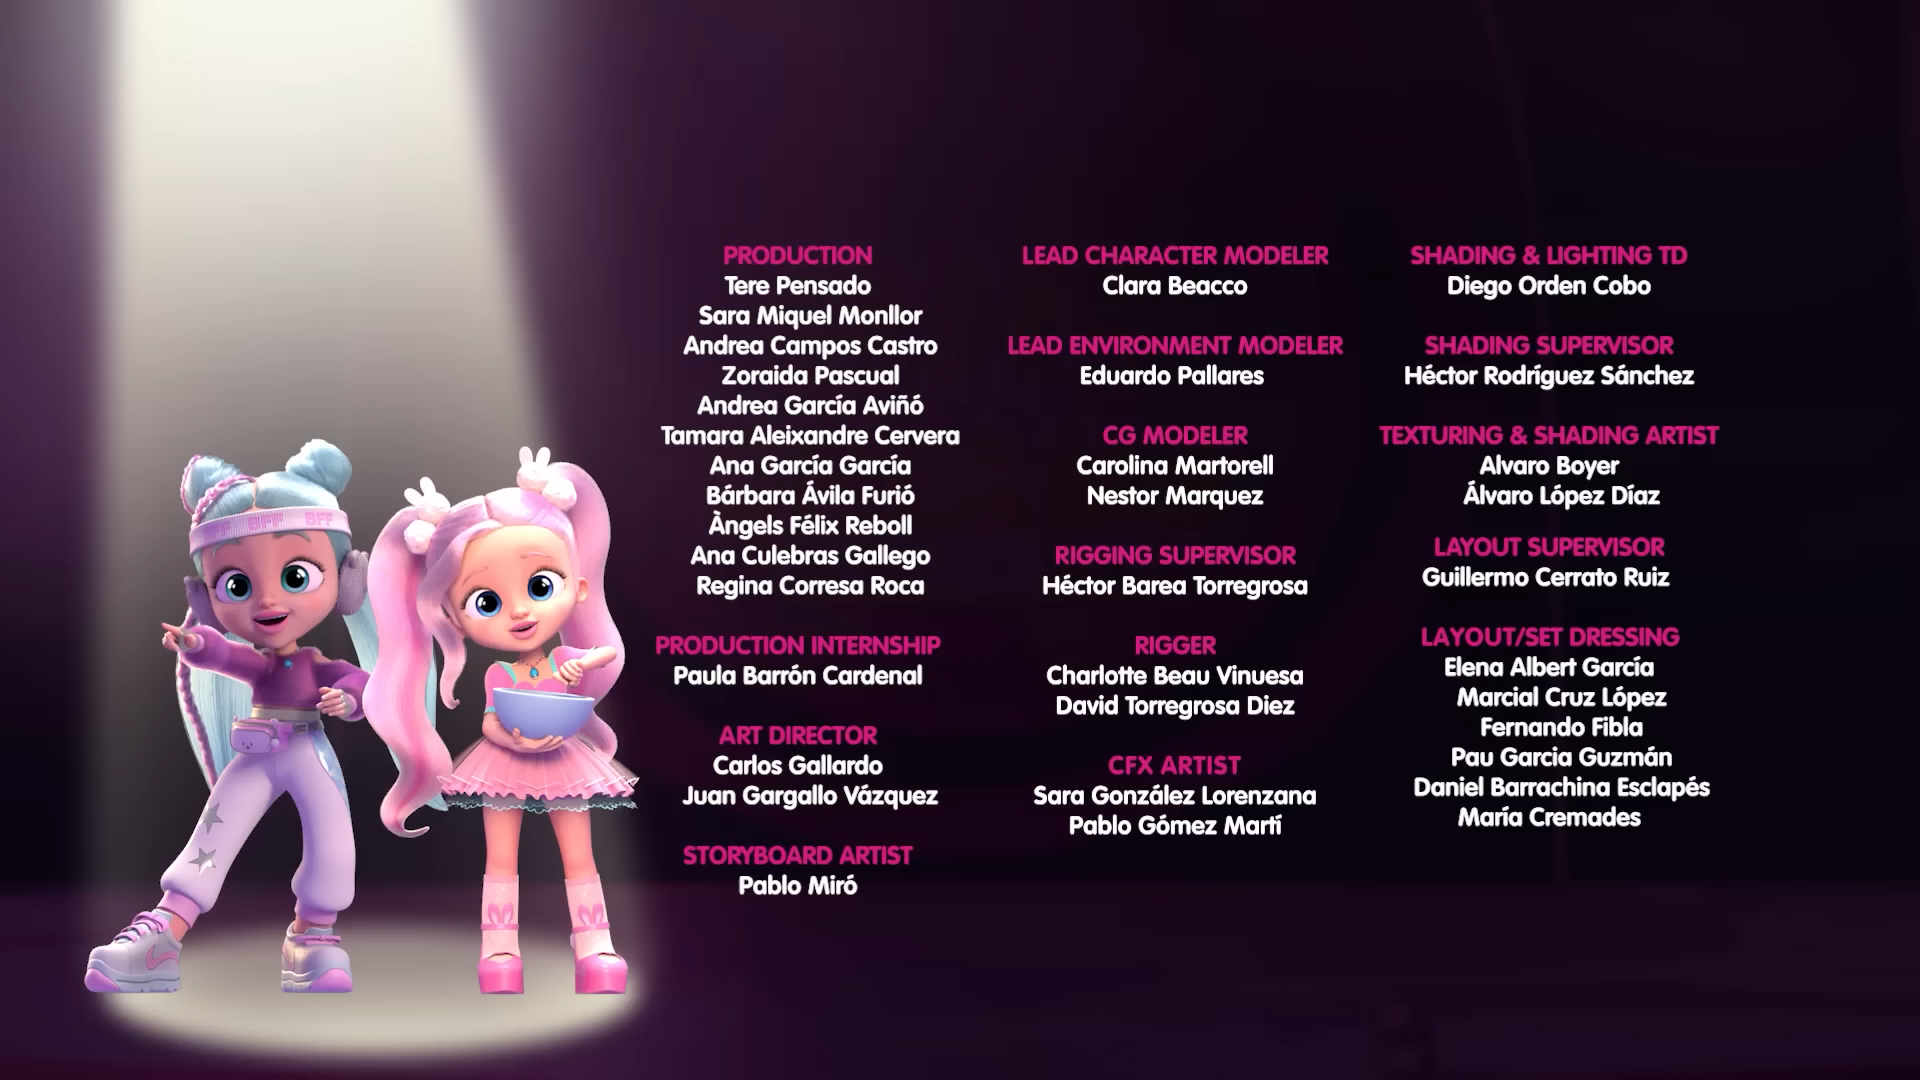 BFF BFF
PRODUCTION
Tere Pensado
Sara Miquel Monllor
Andrea Campos Castro
Zoraida Pascual
Andrea García Aviñó
Tamara Aleixandre Cervera
Ana García García
Bárbara Ávila Furió
Àngels Félix Reboll
Ana Culebras Gallego
Regina Corresa Roca
PRODUCTION INTERNSHIP
Paula Barrón Cardenal
ART DIRECTOR
Carlos Gallardo
Juan Gargallo Vázquez
STORYBOARD ARTIST
Pablo Miró
LEAD CHARACTER MODELER
Clara Beacco
LEAD ENVIRONMENT MODELER
Eduardo Pallares
CG MODELER
Carolina Martorell
Nestor Marquez
RIGGING SUPERVISOR
Héctor Barea Torregrosa
RIGGER
Charlotte Beau Vinuesa
David Torregrosa Diez
CFX ARTIST
Sara González Lorenzana
Pablo Gómez Martí
SHADING & LIGHTING TD
Diego Orden Cobo
SHADING SUPERVISOR
Héctor Rodríguez Sánchez
TEXTURING & SHADING ARTIST
Alvaro Boyer
Álvaro López Díaz
LAYOUT SUPERVISOR
Guillermo Cerrato Ruiz
LAYOUT/SET DRESSING
Elena Albert García
Marcial Cruz López
Fernando Fibla
Pau Garcia Guzmán
Daniel Barrachina Esclapés
María Cremades